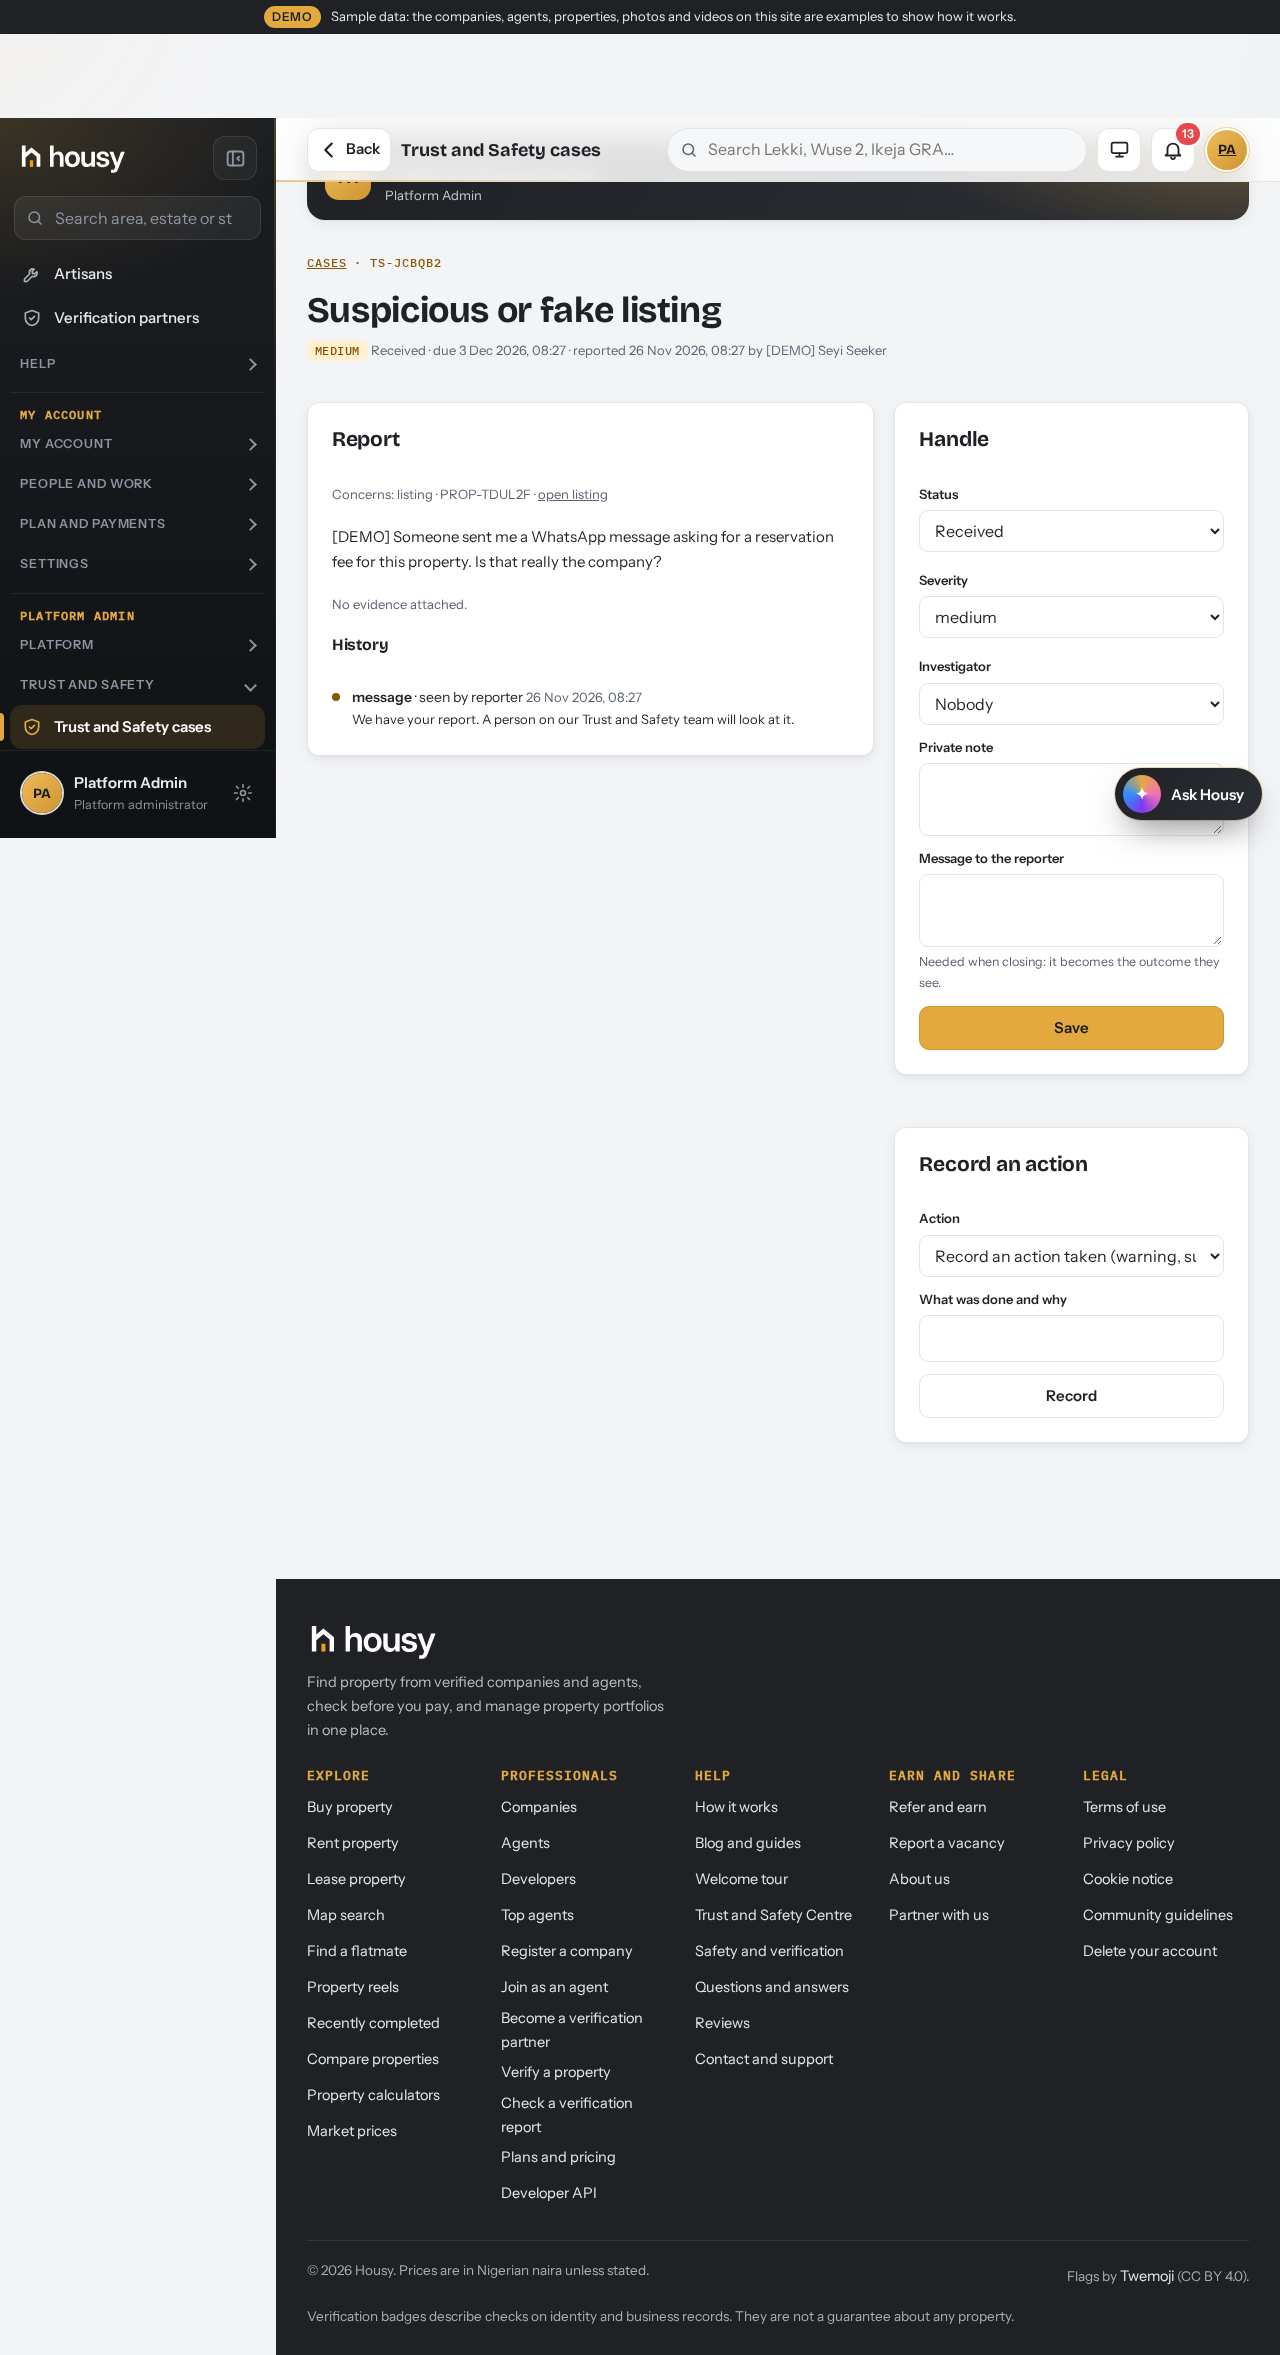 DEMO Sample data: the companies, agents, properties, photos and videos on this site are examples to show how it works.
housy
Search area, estate or st
Artisans
Verification partners
HELP
MY ACCOUNT
MY ACCOUNT
PEOPLE AND WORK
PLAN AND PAYMENTS
SETTINGS
PLATFORM ADMIN
PLATFORM
TRUST AND SAFETY
Trust and Safety cases
PA
Platform Admin
Platform administrator
Back
Trust and Safety cases
Search Lekki, Wuse 2, Ikeja GRA...
13
PA
Platform Admin
CASES · TS-JCBQB2
Suspicious or fake listing
MEDIUM Received · due 3 Dec 2026, 08:27 · reported 26 Nov 2026, 08:27 by [DEMO] Seyi Seeker
Report
Concerns: listing · PROP-TDUL2F · open listing
[DEMO] Someone sent me a WhatsApp message asking for a reservation
fee for this property. Is that really the company?
No evidence attached.
History
message · seen by reporter 26 Nov 2026, 08:27
We have your report. A person on our Trust and Safety team will look at it.
Handle
Status
Received
Severity
medium
Investigator
Nobody
Private note
Ask Housy
Message to the reporter
Needed when closing: it becomes the outcome they
see.
Save
Record an action
Action
Record an action taken (warning, su
What was done and why
Record
housy
Find property from verified companies and agents,
check before you pay, and manage property portfolios
in one place.
EXPLORE
Buy property
Rent property
Lease property
Map search
Find a flatmate
Property reels
Recently completed
Compare properties
Property calculators
Market prices
PROFESSIONALS
Companies
Agents
Developers
Top agents
Register a company
Join as an agent
Become a verification
partner
Verify a property
Check a verification
report
Plans and pricing
Developer API
HELP
How it works
Blog and guides
Welcome tour
Trust and Safety Centre
Safety and verification
Questions and answers
Reviews
Contact and support
EARN AND SHARE
Refer and earn
Report a vacancy
About us
Partner with us
LEGAL
Terms of use
Privacy policy
Cookie notice
Community guidelines
Delete your account
© 2026 Housy. Prices are in Nigerian naira unless stated.
Flags by Twemoji (CC BY 4.0).
Verification badges describe checks on identity and business records. They are not a guarantee about any property.